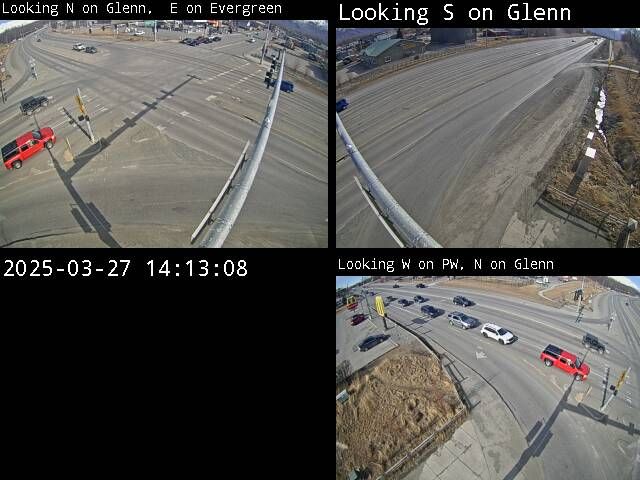 Looking N on Glenn,  E on Evergreen
Looking S on Glenn
2025-03-27 14:13:08
Looking W on PW, N on Glenn